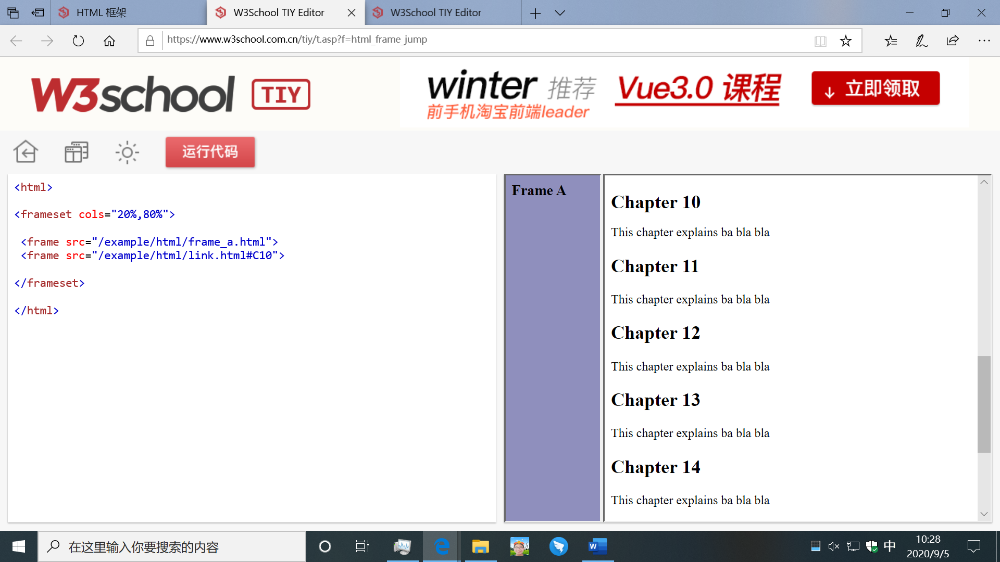 HTML 框架
W3School TIY Editor
W3School TIY Editor
https://www.w3school.com.cn/tiy/t.asp?f=html_frame_jump
W3school TIY
winter 推荐
前手机淘宝前端leader
Vue3.0 课程
↓ 立即领取
运行代码
<html>
<frameset cols="20%,80%">
<frame src="/example/html/frame_a.html">
<frame src="/example/html/link.html#C10">
</frameset>
</html>
Frame A
Chapter 10
This chapter explains ba bla bla
Chapter 11
This chapter explains ba bla bla
Chapter 12
This chapter explains ba bla bla
Chapter 13
This chapter explains ba bla bla
Chapter 14
This chapter explains ba bla bla
在这里输入你要搜索的内容
中
10:28
2020/9/5